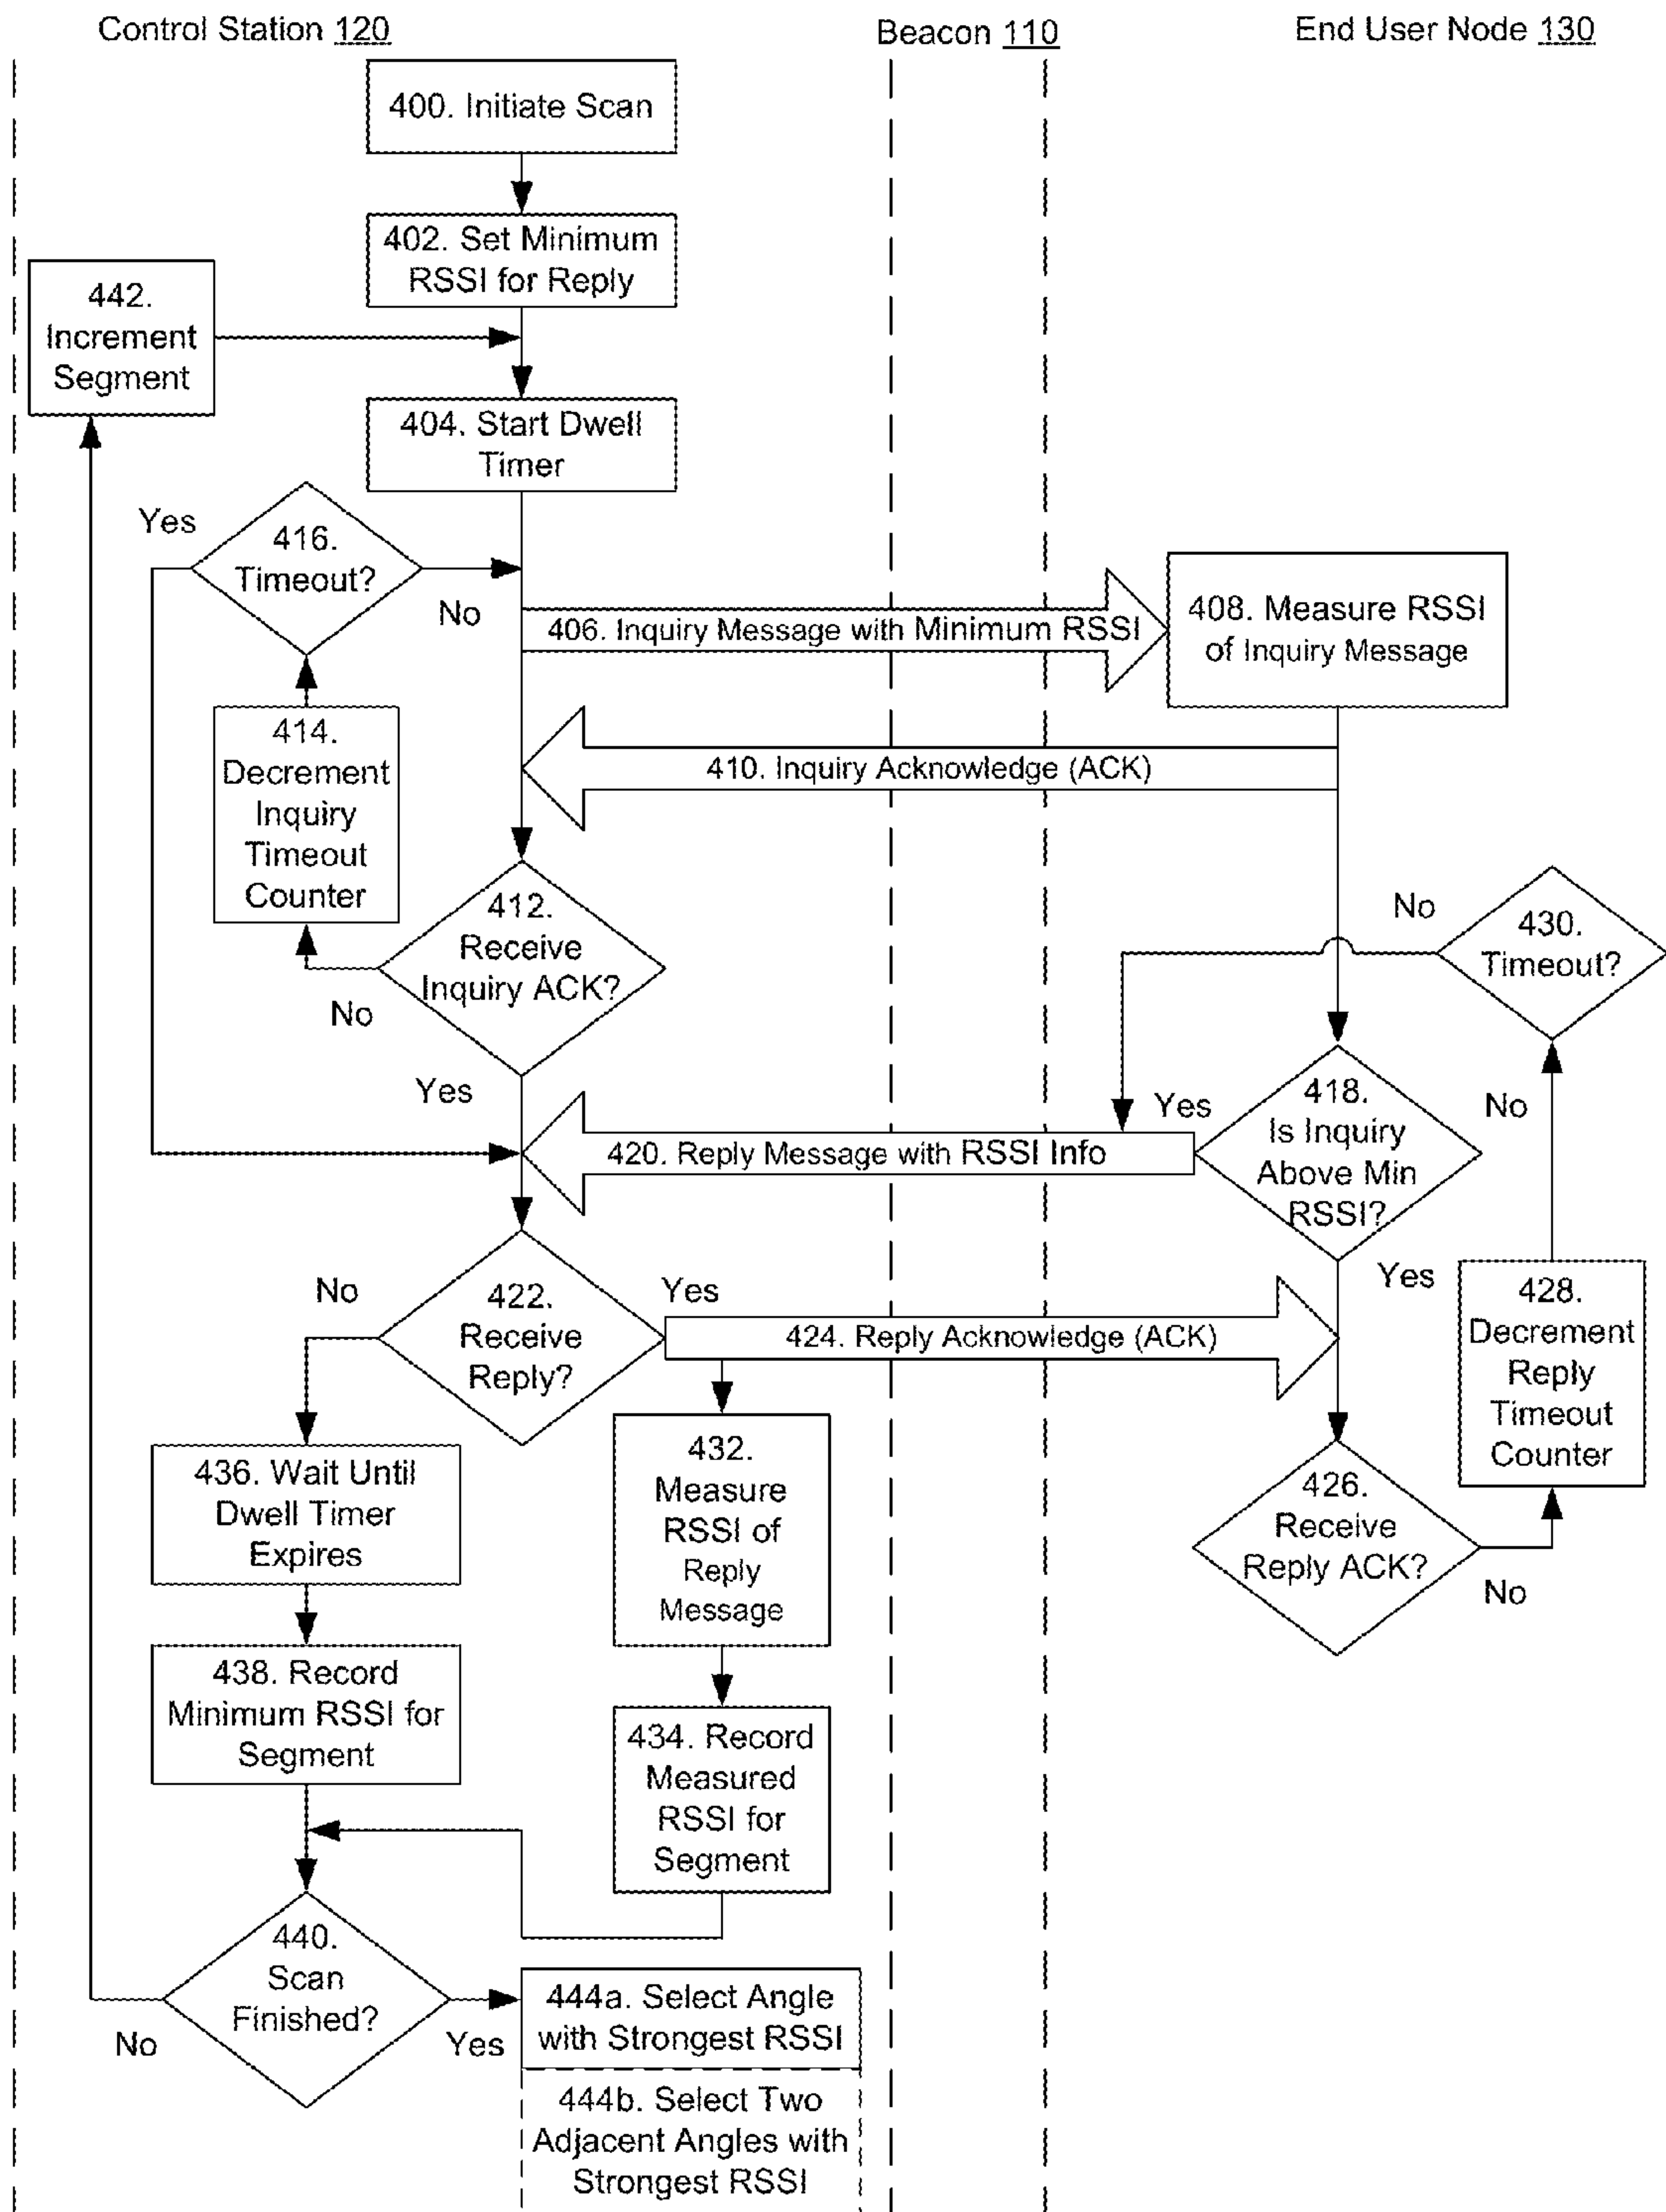 Control Station 120
Beacon 110
End User Node 130
400. Initiate Scan
402. Set Minimum
RSSI for Reply
442.
Increment
Segment
404. Start Dwell
Timer
Yes
416.
Timeout?
No
406. Inquiry Message with Minimum RSSI
408. Measure RSSI
of Inquiry Message
414.
Decrement
Inquiry
Timeout
Counter
410. Inquiry Acknowledge (ACK)
412.
Receive
Inquiry ACK?
No
Yes
No
430.
Timeout?
418.
Is Inquiry
Above Min
RSSI?
Yes
No
420. Reply Message with RSSI Info
Yes
No
422.
Receive
Reply?
Yes
424. Reply Acknowledge (ACK)
428.
Decrement
Reply
Timeout
Counter
426.
Receive
Reply ACK?
No
436. Wait Until
Dwell Timer
Expires
432.
Measure
RSSI of
Reply
Message
438. Record
Minimum RSSI for
Segment
434. Record
Measured
RSSI for
Segment
440.
Scan
Finished?
No
Yes
444a. Select Angle
with Strongest RSSI
444b. Select Two
Adjacent Angles with
Strongest RSSI